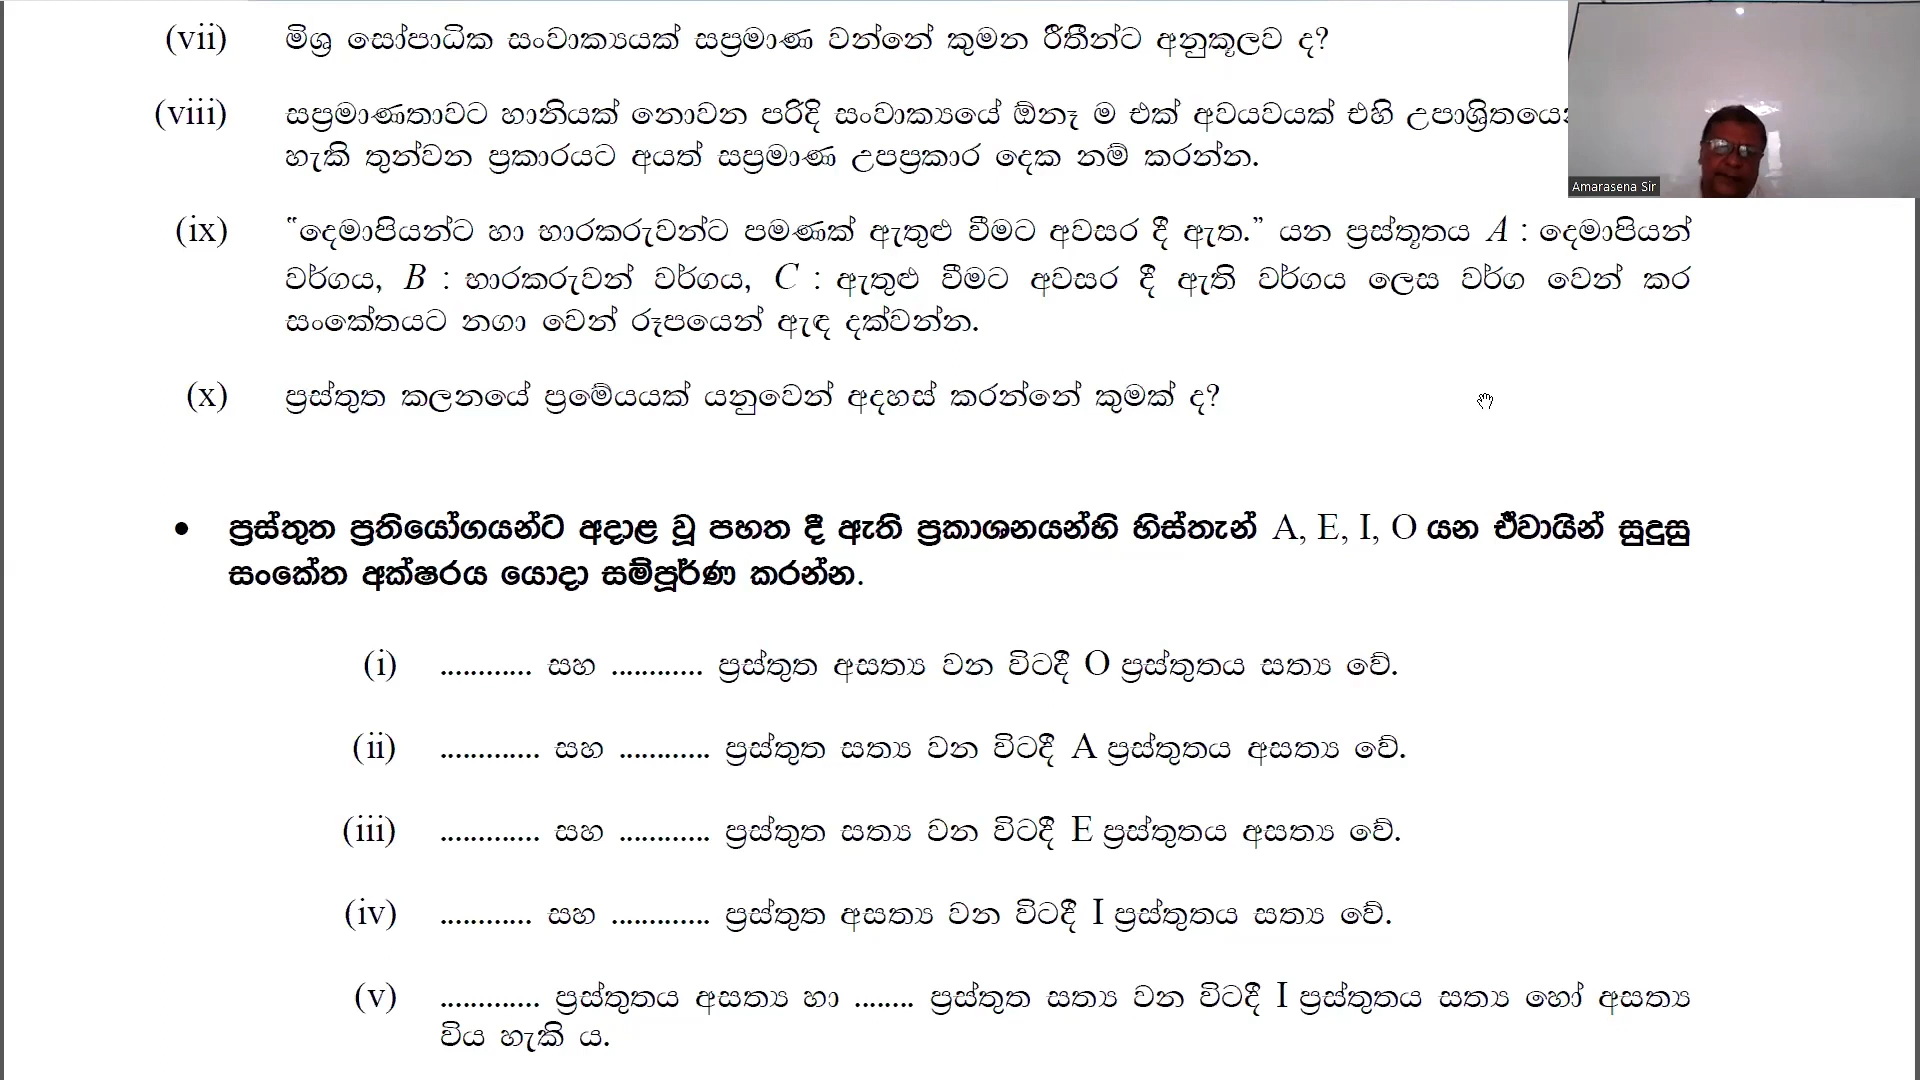 (vii) මිශ්‍ර සෝපාධික සංවාක්‍යයක් සප්‍රමාණ වන්නේ කුමන රීතීන්ට අනුකූලව ද?
(viii) සප්‍රමාණතාවට හානියක් නොවන පරිදි සංවාක්‍යයේ ඕනෑ ම එක් අවයවයක් එහි
හැකි තුන්වන ප්‍රකාරයට අයත් සප්‍රමාණ උපප්‍රකාර දෙක නම් කරන්න.
Amarasena Sir
(ix) “දෙමාපියන්ට හා භාරකරුවන්ට පමණක් ඇතුළු වීමට අවසර දී ඇත.” යන ප්‍රස්තූතය A : දෙමාපියන්
වර්ගය, B : භාරකරුවන් වර්ගය, C : ඇතුළු වීමට අවසර දී ඇති වර්ගය ලෙස වර්ග වෙන් කර
සංකේතයට නගා වෙන් රූපයෙන් ඇඳ දක්වන්න.
(x) ප්‍රස්තුත කලනයේ ප්‍රමේයයක් යනුවෙන් අදහස් කරන්නේ කුමක් ද?
• ප්‍රස්තුත ප්‍රතියෝගයන්ට අදාළ වූ පහත දී ඇති ප්‍රකාශනයන්හි හිස්තැන් A, E, I, O යන ඒවායින් සුදුසු
සංකේත අක්ෂරය යොදා සම්පූර්ණ කරන්න.
(i) ............ සහ ............ ප්‍රස්තුත අසත්‍ය වන විටදී O ප්‍රස්තුතය සත්‍ය වේ.
(ii) ............. සහ ............ ප්‍රස්තුත සත්‍ය වන විටදී A ප්‍රස්තුතය අසත්‍ය වේ.
(iii) ............. සහ ............ ප්‍රස්තුත සත්‍ය වන විටදී E ප්‍රස්තුතය අසත්‍ය වේ.
(iv) ............ සහ ............. ප්‍රස්තුත අසත්‍ය වන විටදී I ප්‍රස්තුතය සත්‍ය වේ.
(v) ............. ප්‍රස්තුතය අසත්‍ය හා ........ ප්‍රස්තුත සත්‍ය වන විටදී I ප්‍රස්තුතය සත්‍ය හෝ අසත්‍ය
විය හැකි ය.